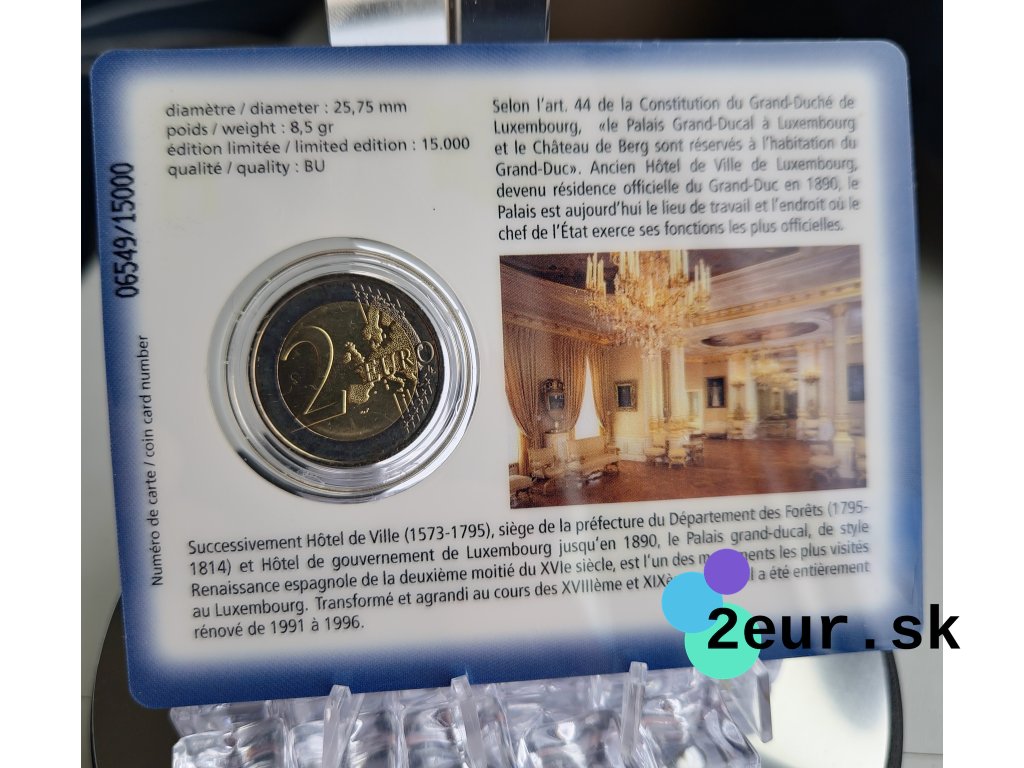 diamètre / diameter : 25,75 mm
poids / weight : 8,5 gr
édition limitée / limited edition : 15.000
qualité / quality : BU
06549/15000
Numéro de carte / coin card number
2 EURO
Selon l'art. 44 de la Constitution du Grand-Duché de
Luxembourg, «le Palais Grand-Ducal à Luxembourg
et le Château de Berg sont réservés à l'habitation du
Grand-Duc». Ancien Hôtel de Ville de Luxembourg,
devenu résidence officielle du Grand-Duc en 1890, le
Palais est aujourd'hui le lieu de travail et l'endroit où le
chef de l'État exerce ses fonctions les plus officielles.
Successivement Hôtel de Ville (1573-1795), siège de la préfecture du Département des Forêts (1795-
1814) et Hôtel de gouvernement de Luxembourg jusqu'en 1890, le Palais grand-ducal, de style
Renaissance espagnole de la deuxième moitié du XVIe siècle, est l'un des les plus visités
au Luxembourg. Transformé et agrandi au cours des XVIIIème et a été entièrement
rénové de 1991 à 1996.
2eur.sk